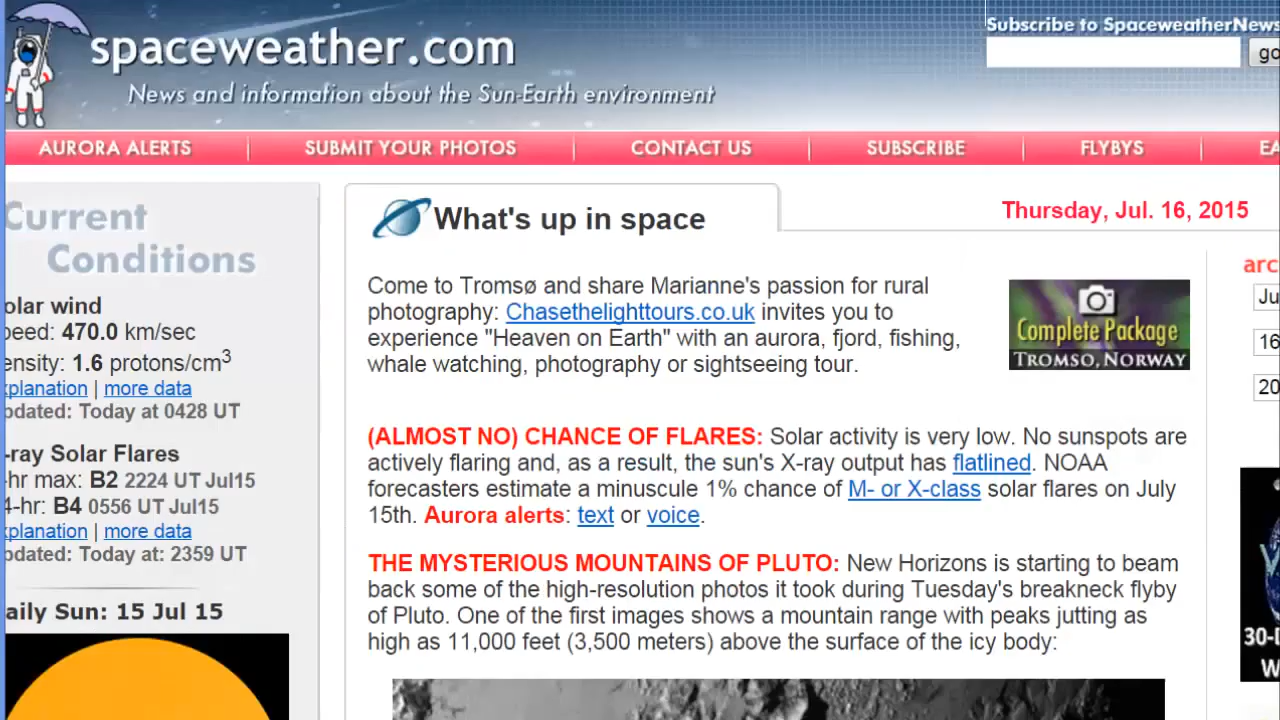 spaceweather.com
News and information about the Sun-Earth environment
Subscribe to SpaceweatherNews
go
AURORA ALERTS
SUBMIT YOUR PHOTOS
CONTACT US
SUBSCRIBE
FLYBYS
EA
Current
Conditions
olar wind
peed: 470.0 km/sec
ensity: 1.6 protons/cm3
xplanation | more data
pdated: Today at 0428 UT
-ray Solar Flares
-hr max: B2 2224 UT Jul15
4-hr: B4 0556 UT Jul15
xplanation | more data
pdated: Today at: 2359 UT
aily Sun: 15 Jul 15
What's up in space
Thursday, Jul. 16, 2015
Come to Tromsø and share Marianne's passion for rural
photography: Chasethelighttours.co.uk invites you to
experience "Heaven on Earth" with an aurora, fjord, fishing,
whale watching, photography or sightseeing tour.
Complete Package
TROMSO, NORWAY
(ALMOST NO) CHANCE OF FLARES: Solar activity is very low. No sunspots are
actively flaring and, as a result, the sun's X-ray output has flatlined. NOAA
forecasters estimate a minuscule 1% chance of M- or X-class solar flares on July
15th. Aurora alerts: text or voice.
THE MYSTERIOUS MOUNTAINS OF PLUTO: New Horizons is starting to beam
back some of the high-resolution photos it took during Tuesday's breakneck flyby
of Pluto. One of the first images shows a mountain range with peaks jutting as
high as 11,000 feet (3,500 meters) above the surface of the icy body:
arc
Ju
16
20
30-
W